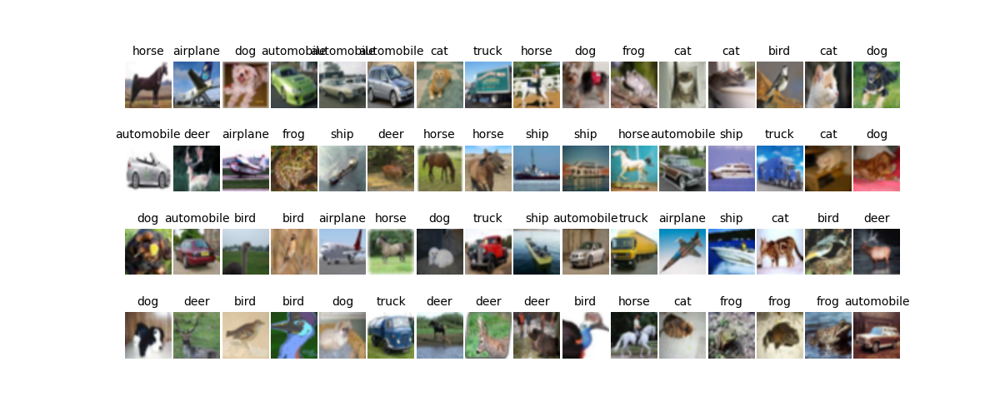 horse airplane dog automobile automobile automobile cat truck horse dog frog cat cat bird cat dog
automobile deer airplane frog ship deer horse horse ship ship horse automobile ship truck cat dog
dog automobile bird bird airplane horse dog truck ship automobile truck airplane ship cat bird deer
dog deer bird bird dog truck deer deer deer bird horse cat frog frog frog automobile